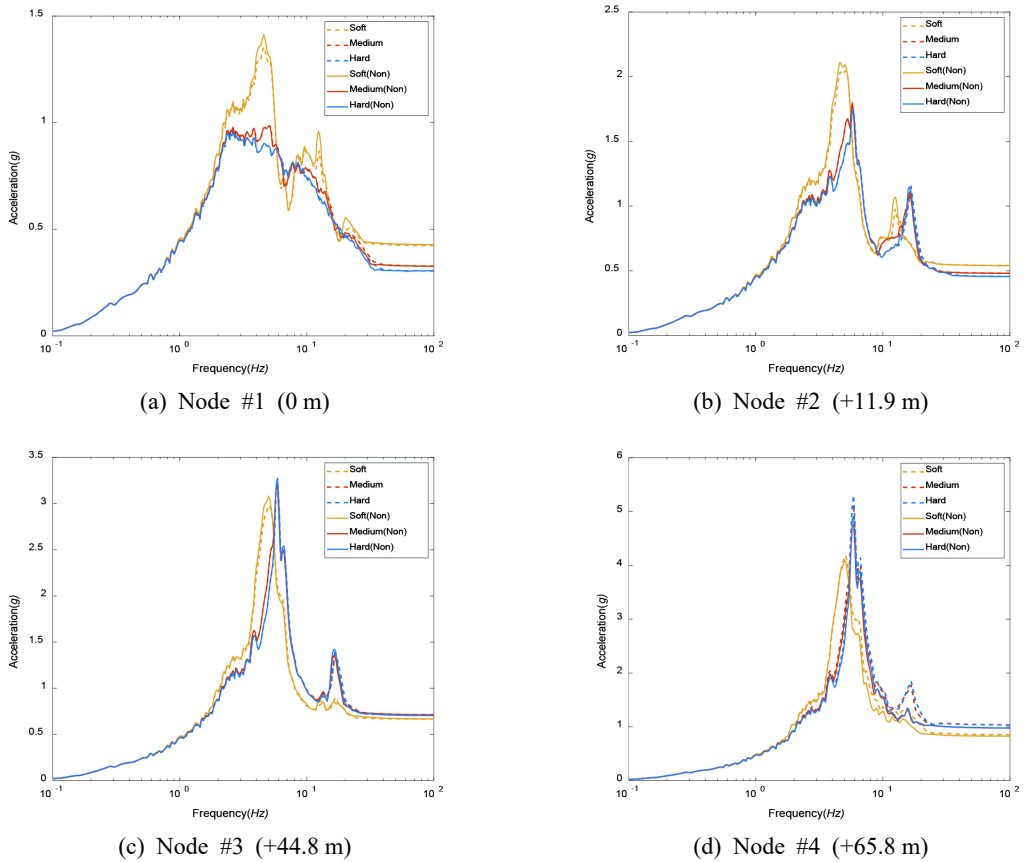 1.5
1
0.5
0
Acceleration(g)
Soft
Medium
Hard
Soft(Non)
Medium(Non)
Hard(Non)
10^-1 10^0 10^1 10^2
Frequency(Hz)
(a) Node #1 (0 m)
2.5
2
1.5
1
0.5
0
Acceleration(g)
Soft
Medium
Hard
Soft(Non)
Medium(Non)
Hard(Non)
10^-1 10^0 10^1 10^2
Frequency(Hz)
(b) Node #2 (+11.9 m)
3.5
3
2.5
2
1.5
1
0.5
0
Acceleration(g)
Soft
Medium
Hard
Soft(Non)
Medium(Non)
Hard(Non)
10^-1 10^0 10^1 10^2
Frequency(Hz)
(c) Node #3 (+44.8 m)
6
5
4
3
2
1
0
Acceleration(g)
Soft
Medium
Hard
Soft(Non)
Medium(Non)
Hard(Non)
10^-1 10^0 10^1 10^2
Frequency(Hz)
(d) Node #4 (+65.8 m)